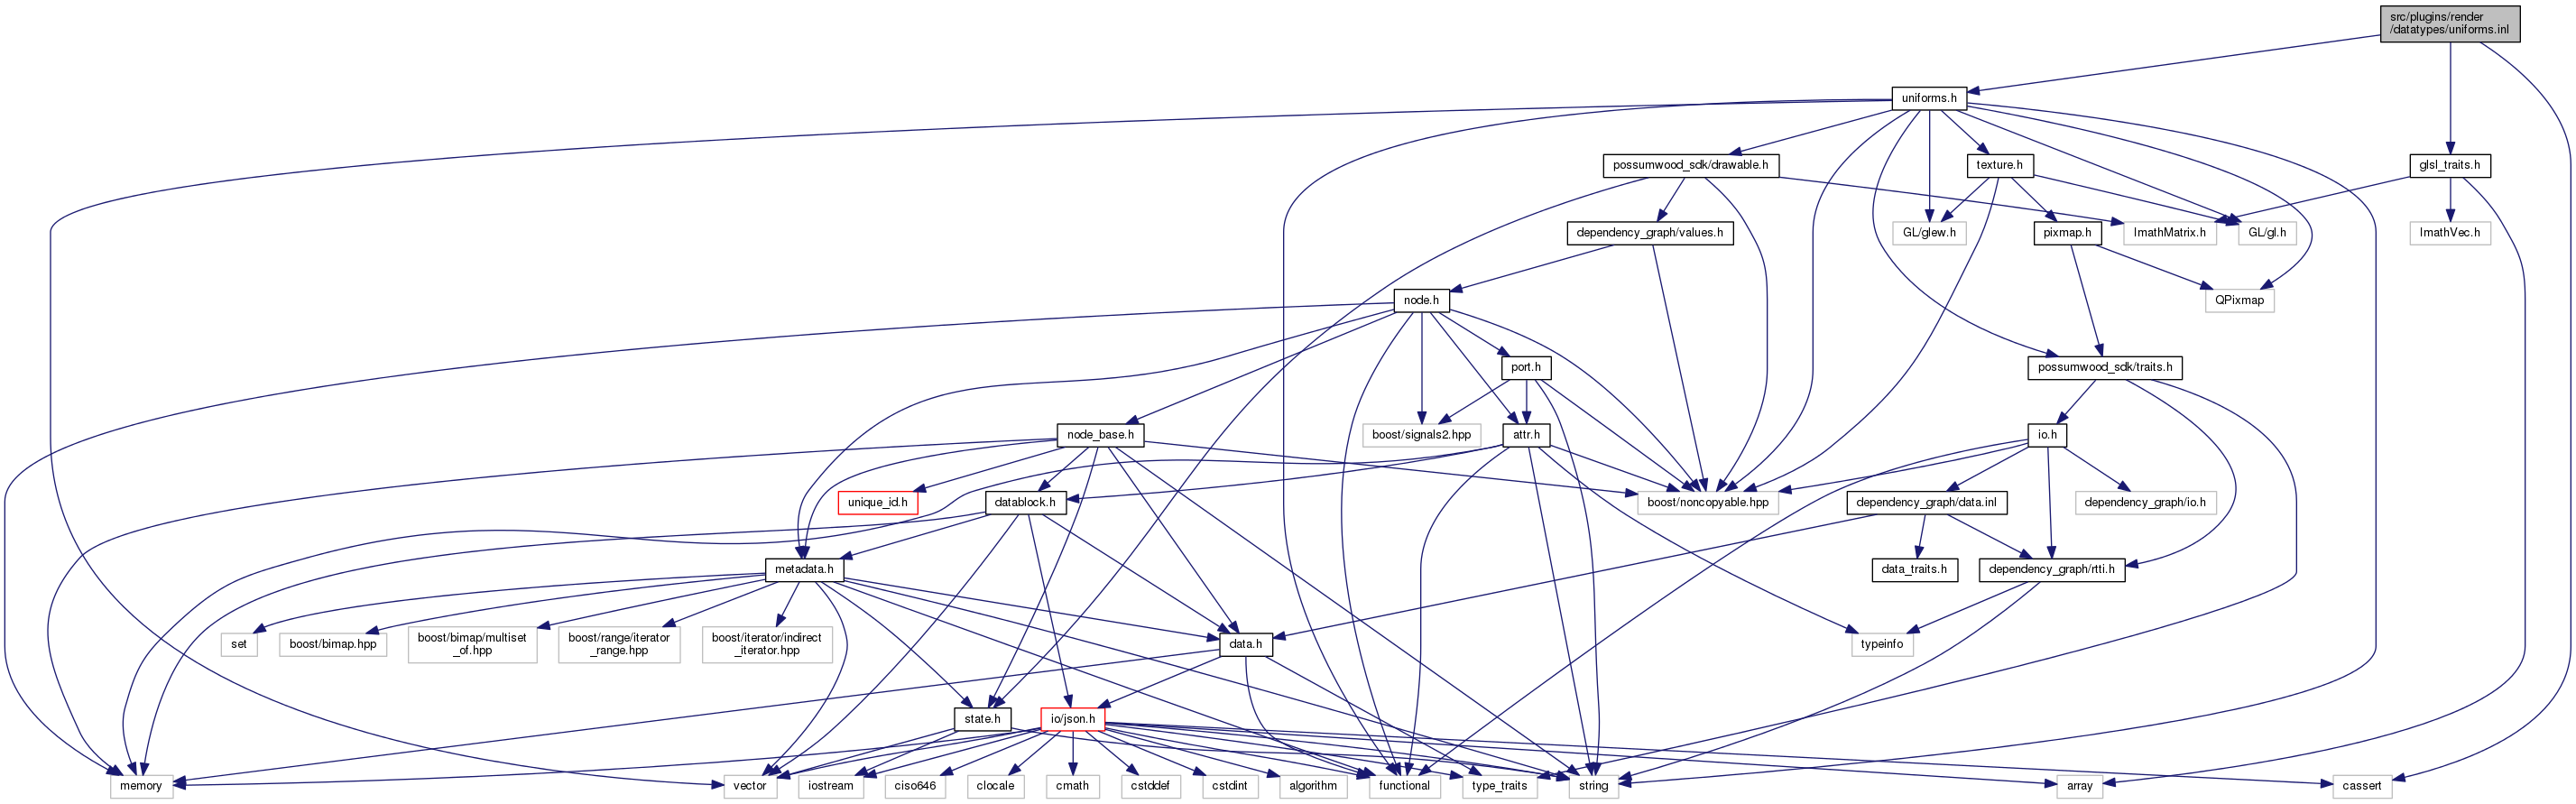 src/plugins/render
/datatypes/uniforms.inl
uniforms.h
possumwood_sdk/drawable.h
texture.h
glsl_traits.h
dependency_graph/values.h
GL/glew.h
pixmap.h
ImathMatrix.h
GL/gl.h
ImathVec.h
node.h
QPixmap
port.h
possumwood_sdk/traits.h
node_base.h
boost/signals2.hpp
attr.h
io.h
unique_id.h
datablock.h
boost/noncopyable.hpp
dependency_graph/data.inl
dependency_graph/io.h
metadata.h
data_traits.h
dependency_graph/rtti.h
set
boost/bimap.hpp
boost/bimap/multiset
_of.hpp
boost/range/iterator
_range.hpp
boost/iterator/indirect
_iterator.hpp
data.h
typeinfo
state.h
io/json.h
memory
vector
iostream
ciso646
clocale
cmath
cstddef
cstdint
algorithm
functional
type_traits
string
array
cassert